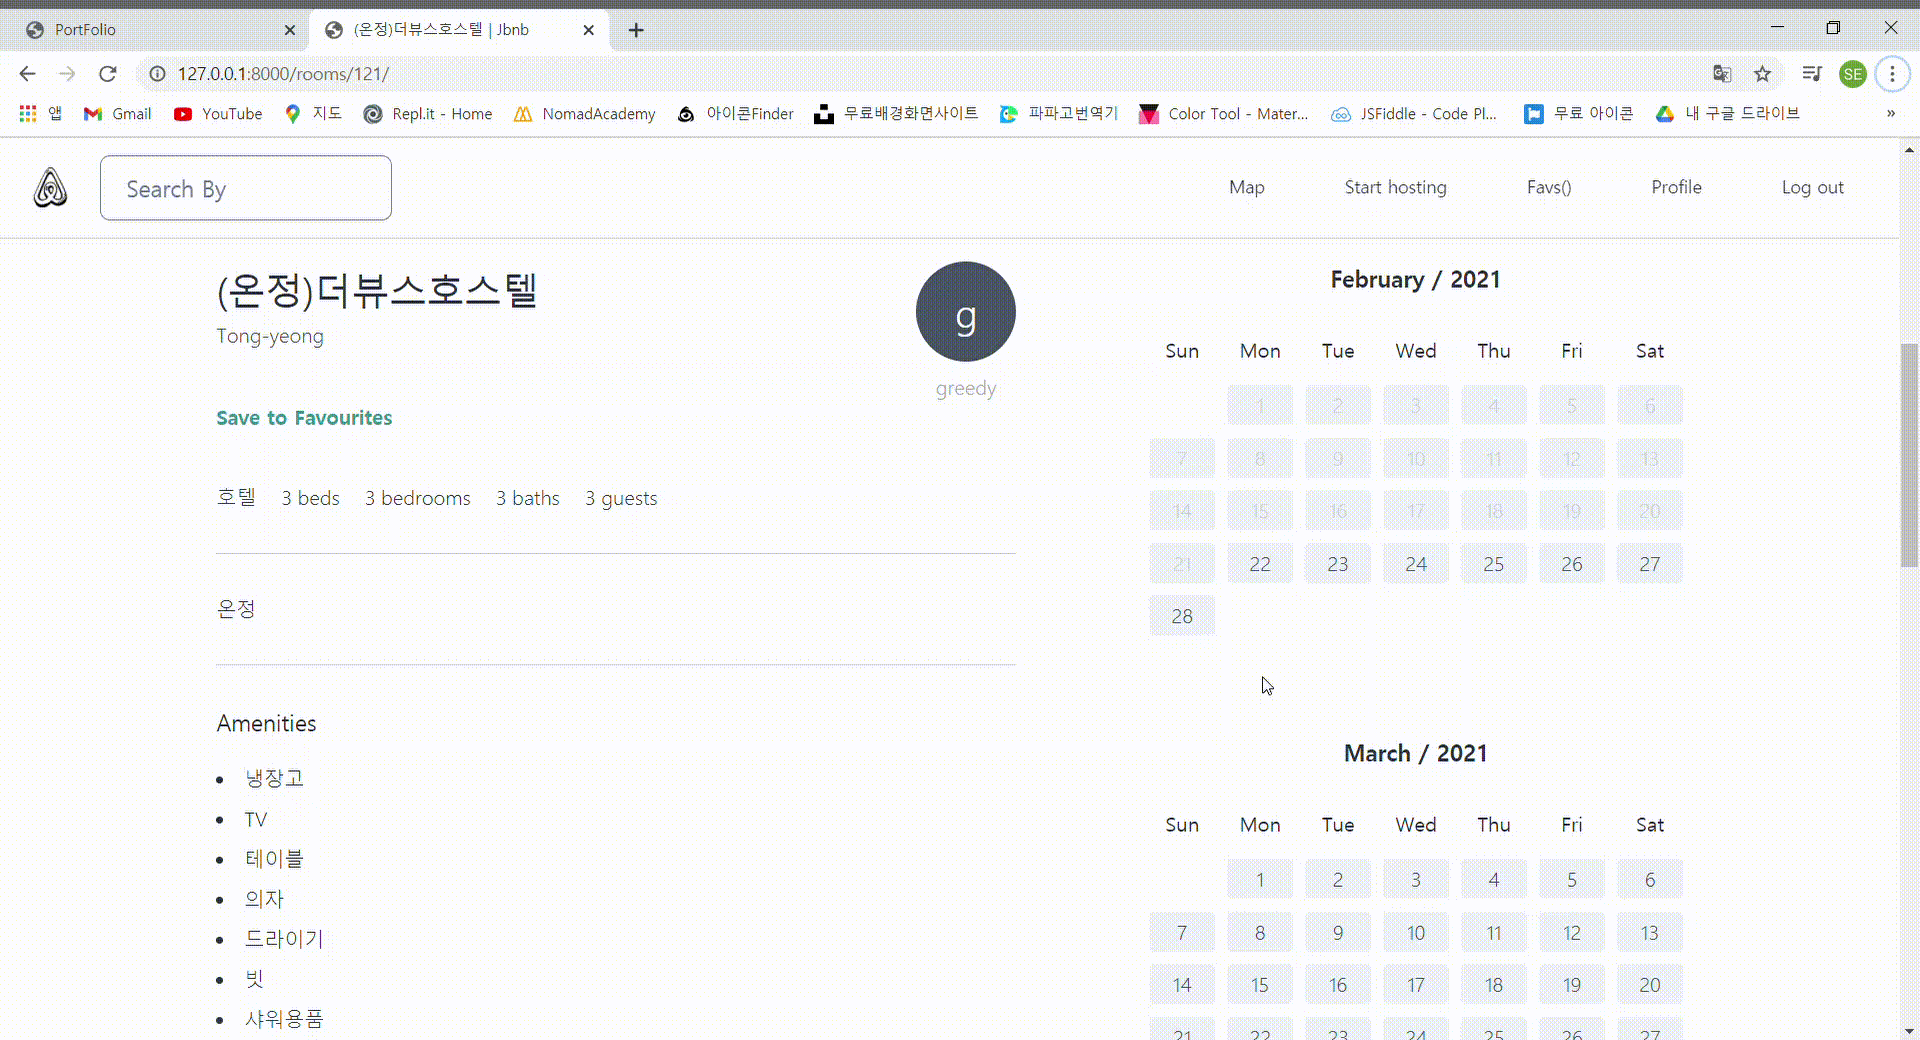 PortFolio
(온정)더뷰스호스텔 | Jbnb
127.0.0.1:8000/rooms/121/
SE
앱
Gmail
YouTube
지도
Repl.it - Home
NomadAcademy
아이콘Finder
무료배경화면사이트
파파고번역기
Color Tool - Mater...
JSFiddle - Code Pl...
무료 아이콘
내 구글 드라이브
»
Search By
Map
Start hosting
Favs()
Profile
Log out
(온정)더뷰스호스텔
Tong-yeong
g
greedy
Save to Favourites
호텔 3 beds 3 bedrooms 3 baths 3 guests
온정
Amenities
냉장고
TV
테이블
의자
드라이기
빗
샤워용품
February / 2021
Sun Mon Tue Wed Thu Fri Sat
1 2 3 4 5 6
7 8 9 10 11 12 13
14 15 16 17 18 19 20
21 22 23 24 25 26 27
28
March / 2021
Sun Mon Tue Wed Thu Fri Sat
1 2 3 4 5 6
7 8 9 10 11 12 13
14 15 16 17 18 19 20
21 22 23 24 25 26 27